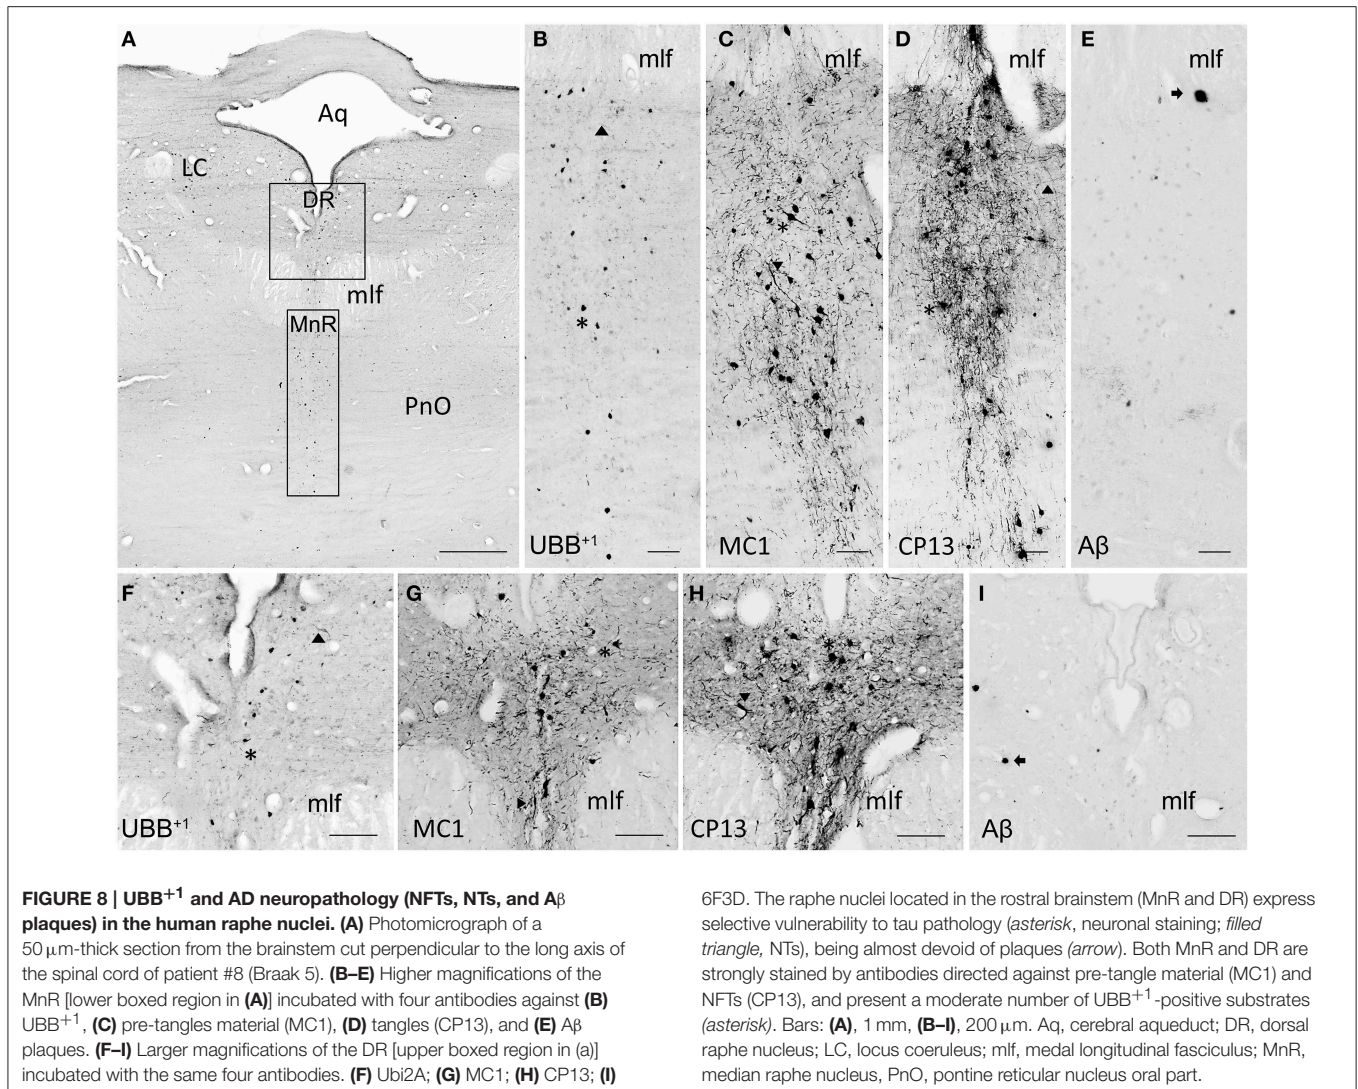 A
Aq
LC
DR
mlf
MnR
PnO
B
mlf
UBB+1
C
mlf
MC1
D
mlf
CP13
E
mlf
Aβ
F
mlf
UBB+1
G
mlf
MC1
H
mlf
CP13
I
mlf
Aβ
FIGURE 8 | UBB+1 and AD neuropathology (NFTs, NTs, and Aβ
plaques) in the human raphe nuclei. (A) Photomicrograph of a
50 μm-thick section from the brainstem cut perpendicular to the long axis of
the spinal cord of patient #8 (Braak 5). (B–E) Higher magnifications of the
MnR [lower boxed region in (A)] incubated with four antibodies against (B)
UBB+1, (C) pre-tangles material (MC1), (D) tangles (CP13), and (E) Aβ
plaques. (F–I) Larger magnifications of the DR [upper boxed region in (a)]
incubated with the same four antibodies. (F) Ubi2A; (G) MC1; (H) CP13; (I)
6F3D. The raphe nuclei located in the rostral brainstem (MnR and DR) express
selective vulnerability to tau pathology (asterisk, neuronal staining; filled
triangle, NTs), being almost devoid of plaques (arrow). Both MnR and DR are
strongly stained by antibodies directed against pre-tangle material (MC1) and
NFTs (CP13), and present a moderate number of UBB+1-positive substrates
(asterisk). Bars: (A), 1 mm, (B–I), 200 μm. Aq, cerebral aqueduct; DR, dorsal
raphe nucleus; LC, locus coeruleus; mlf, medal longitudinal fasciculus; MnR,
median raphe nucleus, PnO, pontine reticular nucleus oral part.